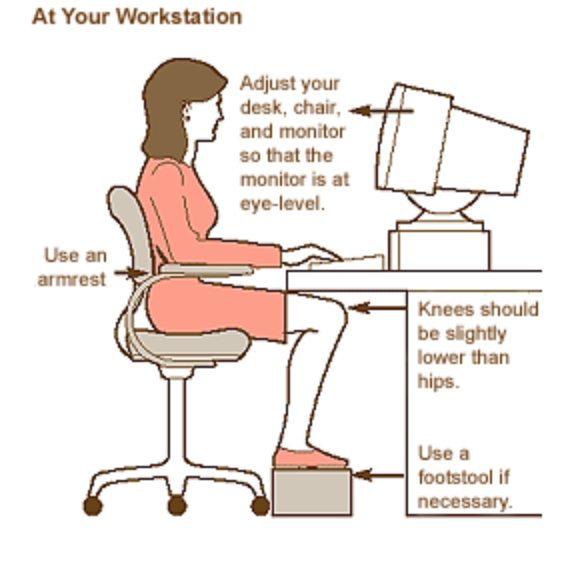 At Your Workstation
Adjust your
desk, chair,
and monitor
so that the
monitor is at
eye-level.
Use an
armrest
Knees should
be slightly
lower than
hips.
Use a
footstool if
necessary.